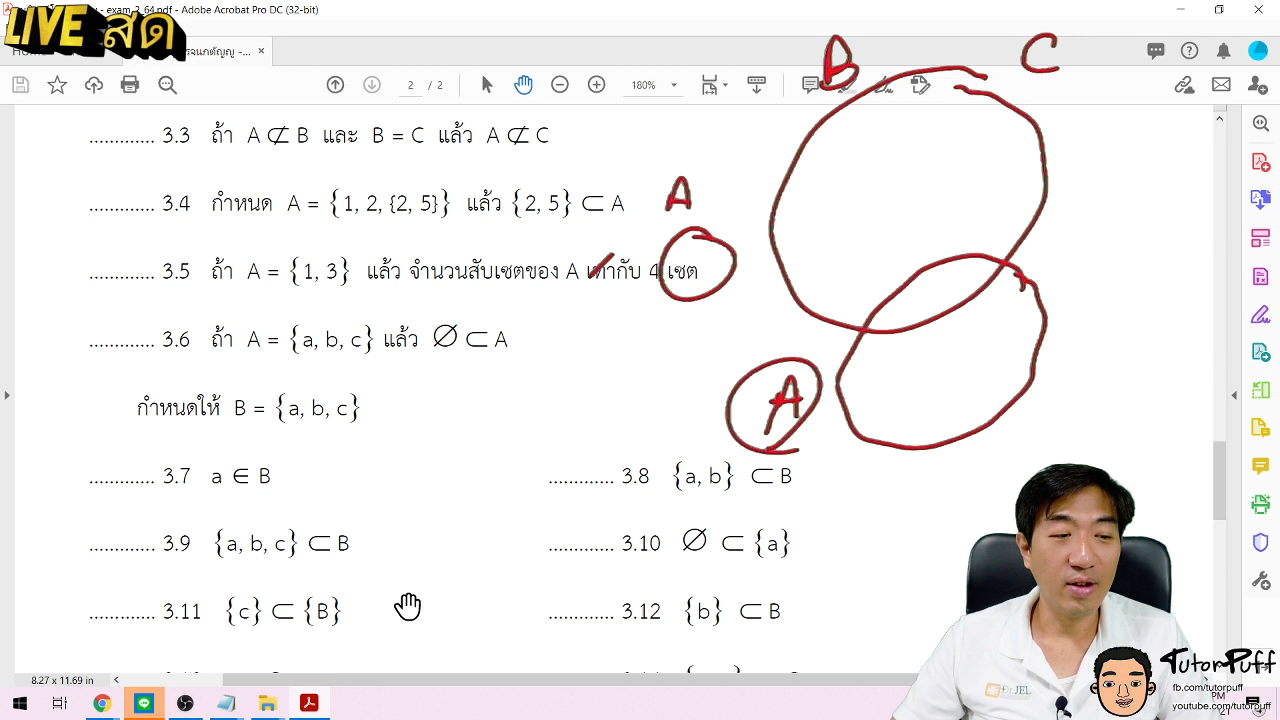 LIVE สด
exam_3_64.pdf - Adobe Acrobat Pro DC (32-bit)
2 / 2
180%
B
C
A
A
............ 3.3 ถ้า A ⊄ B และ B = C แล้ว A ⊄ C
............ 3.4 กำหนด A = {1, 2, {2, 5}} แล้ว {2, 5} ⊂ A
............ 3.5 ถ้า A = {1, 3} แล้ว จำนวนสับเซตของ A เท่ากับ 4 เซต
............ 3.6 ถ้า A = {a, b, c} แล้ว ∅ ⊂ A
กำหนดให้ B = {a, b, c}
............ 3.7 a ∈ B
............ 3.8 {a, b} ⊂ B
............ 3.9 {a, b, c} ⊂ B
............ 3.10 ∅ ⊂ {a}
............ 3.11 {c} ⊂ {B}
............ 3.12 {b} ⊂ B
8.27 x 11.69 in
Dr.JEL
TUTORPUFF
fb.com/tutorpuff
youtube.com/tutorpuff
PM